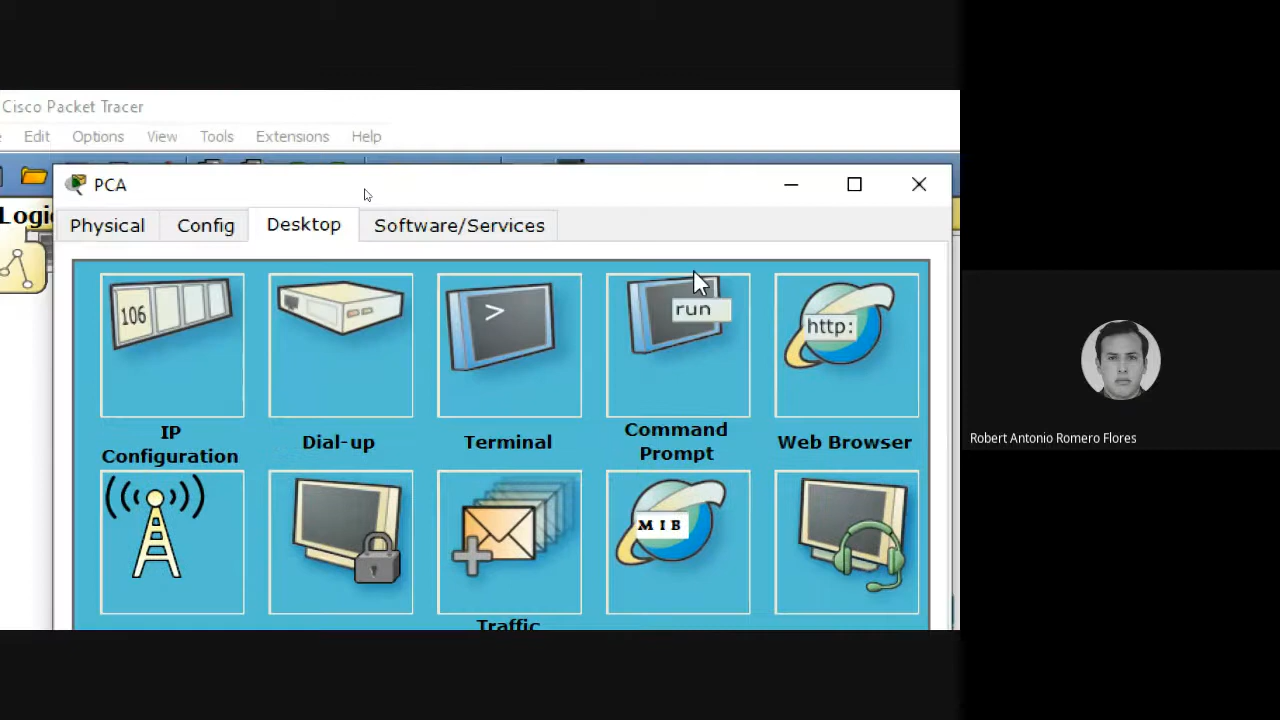 Cisco Packet Tracer
Edit Options View Tools Extensions Help
PCA
Logi
Physical Config Desktop Software/Services
106
>
run
http:
IP
Configuration
Dial-up
Terminal
Command
Prompt
Web Browser
MIB
Traffic
Robert Antonio Romero Flores